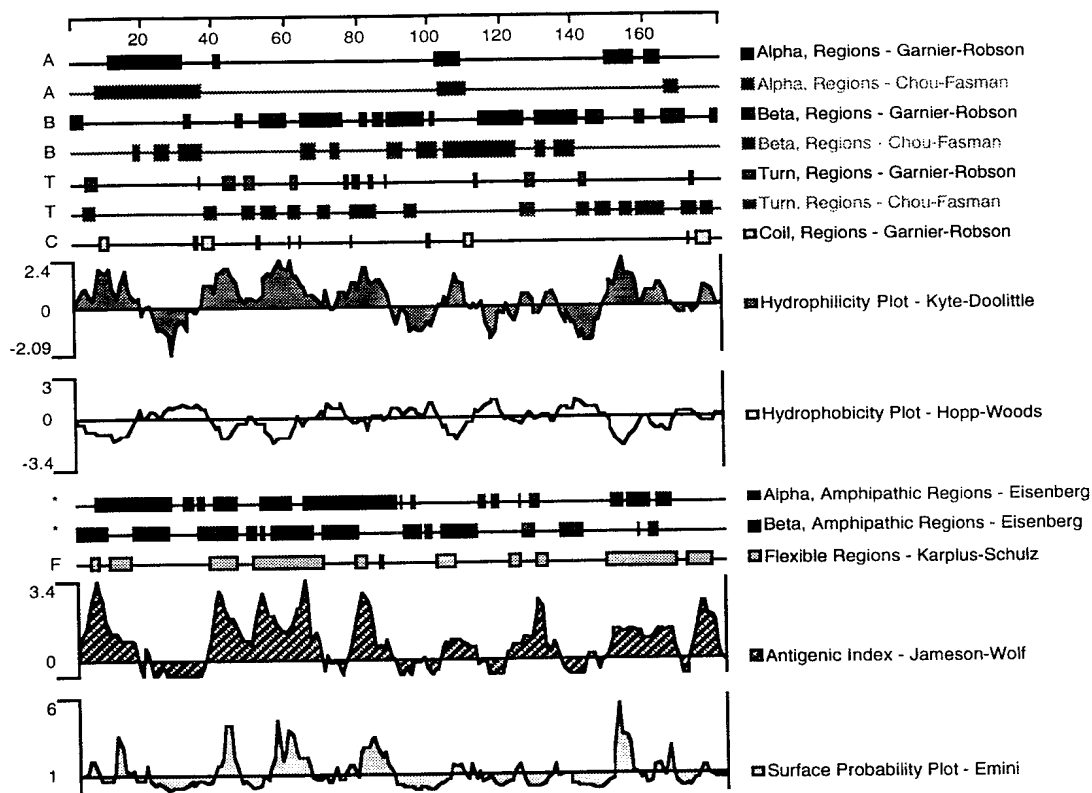 20 40 60 80 100 120 140 160
A Alpha, Regions - Garnier-Robson
A Alpha, Regions - Chou-Fasman
B Beta, Regions - Garnier-Robson
B Beta, Regions - Chou-Fasman
T Turn, Regions - Garnier-Robson
T Turn, Regions - Chou-Fasman
C Coil, Regions - Garnier-Robson
2.4
0 Hydrophilicity Plot - Kyte-Doolittle
-2.09
3
0 Hydrophobicity Plot - Hopp-Woods
-3.4
* Alpha, Amphipathic Regions - Eisenberg
* Beta, Amphipathic Regions - Eisenberg
F Flexible Regions - Karplus-Schulz
3.4
0 Antigenic Index - Jameson-Wolf
6
1 Surface Probability Plot - Emini